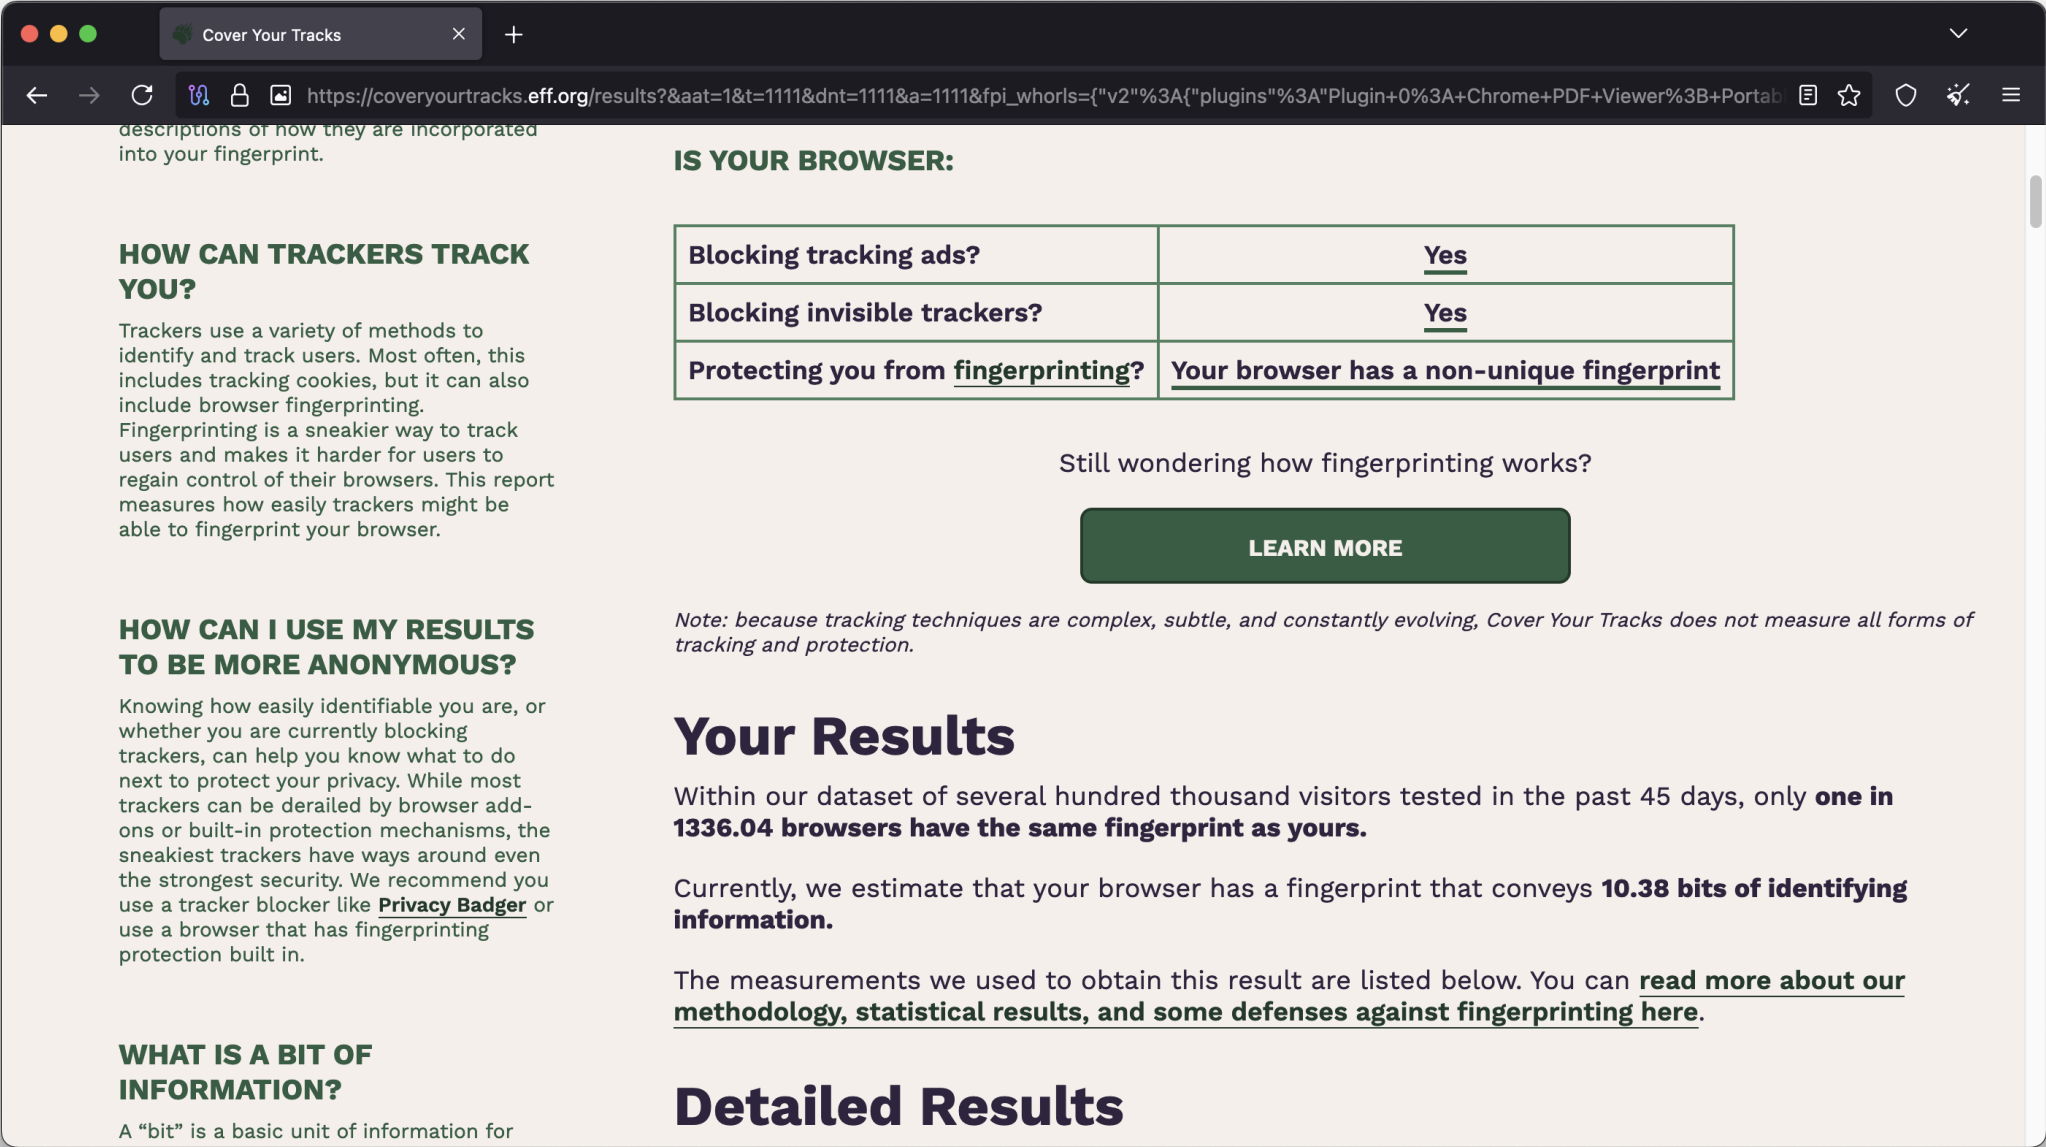 Cover Your Tracks
https://coveryourtracks.eff.org/results?&aat=1&t=1111&dnt=1111&a=1111&fpi_whorls={"v2"%3A{"plugins"%3A"Plugin+0%3A+Chrome+PDF+Viewer%3B+Portab
descriptions of how they are incorporated
into your fingerprint.
HOW CAN TRACKERS TRACK
YOU?
Trackers use a variety of methods to
identify and track users. Most often, this
includes tracking cookies, but it can also
include browser fingerprinting.
Fingerprinting is a sneakier way to track
users and makes it harder for users to
regain control of their browsers. This report
measures how easily trackers might be
able to fingerprint your browser.
HOW CAN I USE MY RESULTS
TO BE MORE ANONYMOUS?
Knowing how easily identifiable you are, or
whether you are currently blocking
trackers, can help you know what to do
next to protect your privacy. While most
trackers can be derailed by browser add-
ons or built-in protection mechanisms, the
sneakiest trackers have ways around even
the strongest security. We recommend you
use a tracker blocker like Privacy Badger or
use a browser that has fingerprinting
protection built in.
WHAT IS A BIT OF
INFORMATION?
A “bit” is a basic unit of information for
IS YOUR BROWSER:
Blocking tracking ads? Yes
Blocking invisible trackers? Yes
Protecting you from fingerprinting? Your browser has a non-unique fingerprint
Still wondering how fingerprinting works?
LEARN MORE
Note: because tracking techniques are complex, subtle, and constantly evolving, Cover Your Tracks does not measure all forms of
tracking and protection.
Your Results
Within our dataset of several hundred thousand visitors tested in the past 45 days, only one in
1336.04 browsers have the same fingerprint as yours.
Currently, we estimate that your browser has a fingerprint that conveys 10.38 bits of identifying
information.
The measurements we used to obtain this result are listed below. You can read more about our
methodology, statistical results, and some defenses against fingerprinting here.
Detailed Results